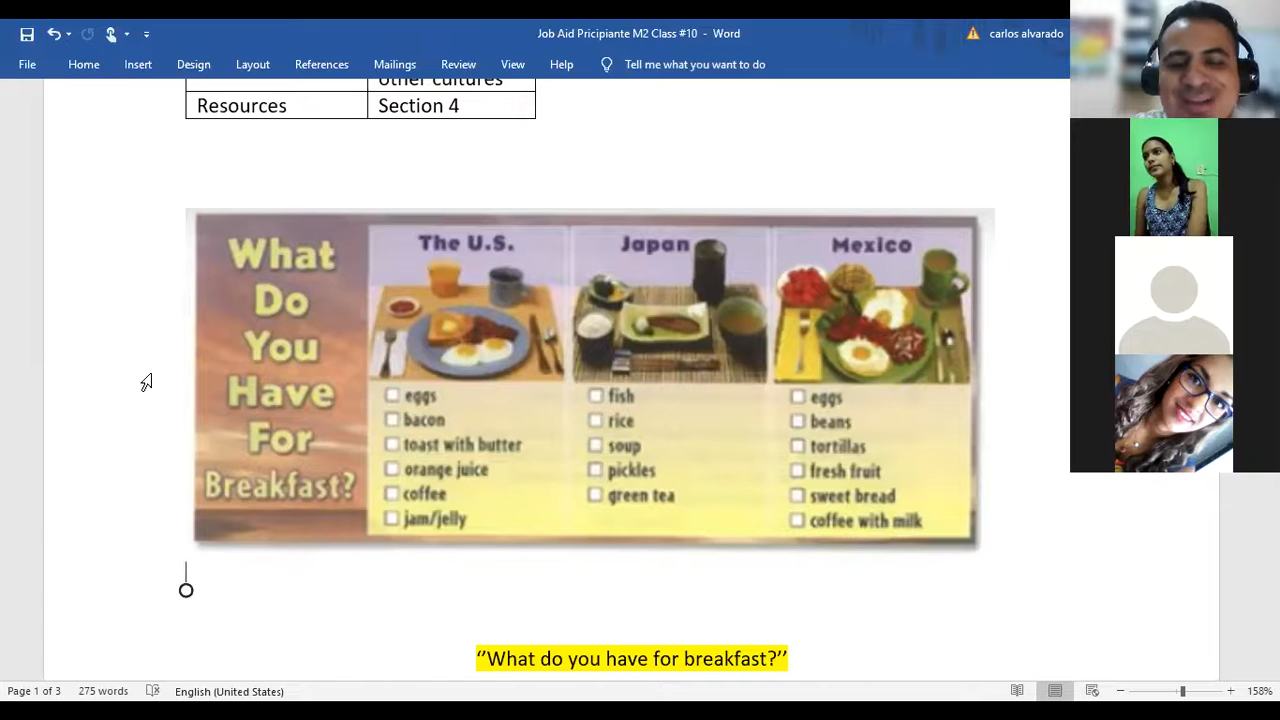 Job Aid Pricipiante M2 Class #10 - Word
carlos alvarado
File Home Insert Design Layout References Mailings Review View Help Tell me what you want to do
other cultures
Resources Section 4
What
Do
You
Have
For
Breakfast?
The U.S.
eggs
bacon
toast with butter
orange juice
coffee
jam/jelly
Japan
fish
rice
soup
pickles
green tea
Mexico
eggs
beans
tortillas
fresh fruit
sweet bread
coffee with milk
‘’What do you have for breakfast?’’
Page 1 of 3 275 words English (United States) 158%